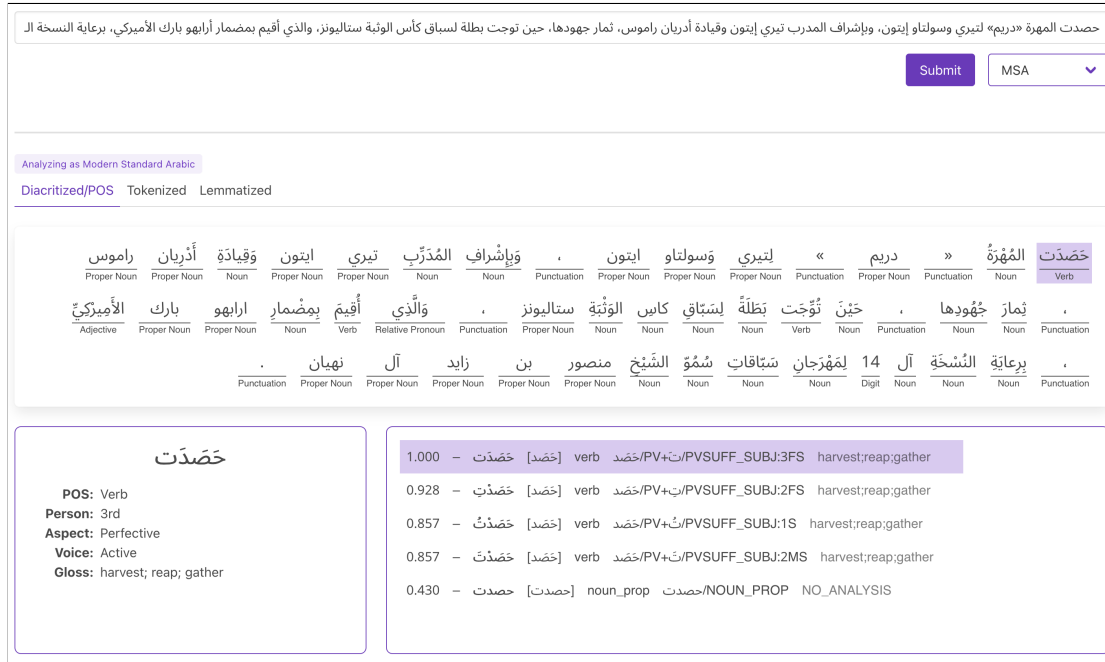 حصدت المهرة «دريم» لتيري وسولتاو إيتون، وبإشراف المدرب تيري إيتون وقيادة أدريان راموس، ثمار جهودها، حين توجت بطلة لسباق كأس الوثبة ستاليونز، والذي أقيم بمضمار أرابهو بارك الأميركي، برعاية النسخة الـ
Submit MSA
Analyzing as Modern Standard Arabic
Diacritized/POS Tokenized Lemmatized
حَصَدَت المُهْرَةُ « دريم » لِتيري وَسولتاو ايتون ، وَبِإِشْرافِ المُدَرِّبِ تيري ايتون وَقِيادَةِ أَدْرِيان راموس
Verb Noun Punctuation Proper Noun Punctuation Proper Noun Proper Noun Proper Noun Punctuation Noun Noun Proper Noun Proper Noun Noun Proper Noun Proper Noun
، ثِمارَ جُهُودِها ، حَيْنَ تُوِّجَت بَطَلَةً لِسَبّاقِ كاسِ الوَثْبَةِ ستاليونز ، وَالَّذِي أُقِيمَ بِمِضْمارِ ارابهو بارك الأَمِيرْكِيِّ
Punctuation Noun Noun Punctuation Noun Verb Noun Noun Noun Noun Proper Noun Punctuation Relative Pronoun Verb Noun Proper Noun Proper Noun Adjective
، بِرِعايَةِ النُسْخَةِ آل 14 لِمَهْرَجانِ سَبّاقاتِ سُمُوّ الشَيْخِ منصور بن زايد آل نهيان .
Punctuation Noun Noun Noun Digit Noun Noun Noun Noun Proper Noun Proper Noun Proper Noun Proper Noun Proper Noun Punctuation
حَصَدَت
POS: Verb
Person: 3rd
Aspect: Perfective
Voice: Active
Gloss: harvest; reap; gather
1.000 – حَصَدَت [حَصَد] verb حَصَد/PV+تَ/PVSUFF_SUBJ:3FS harvest;reap;gather
0.928 – حَصَدْتِ [حَصَد] verb حَصَد/PV+تِ/PVSUFF_SUBJ:2FS harvest;reap;gather
0.857 – حَصَدْتُ [حَصَد] verb حَصَد/PV+تُ/PVSUFF_SUBJ:1S harvest;reap;gather
0.857 – حَصَدْتَ [حَصَد] verb حَصَد/PV+تَ/PVSUFF_SUBJ:2MS harvest;reap;gather
0.430 – حصدت [حصدت] noun_prop حصدت/NOUN_PROP NO_ANALYSIS